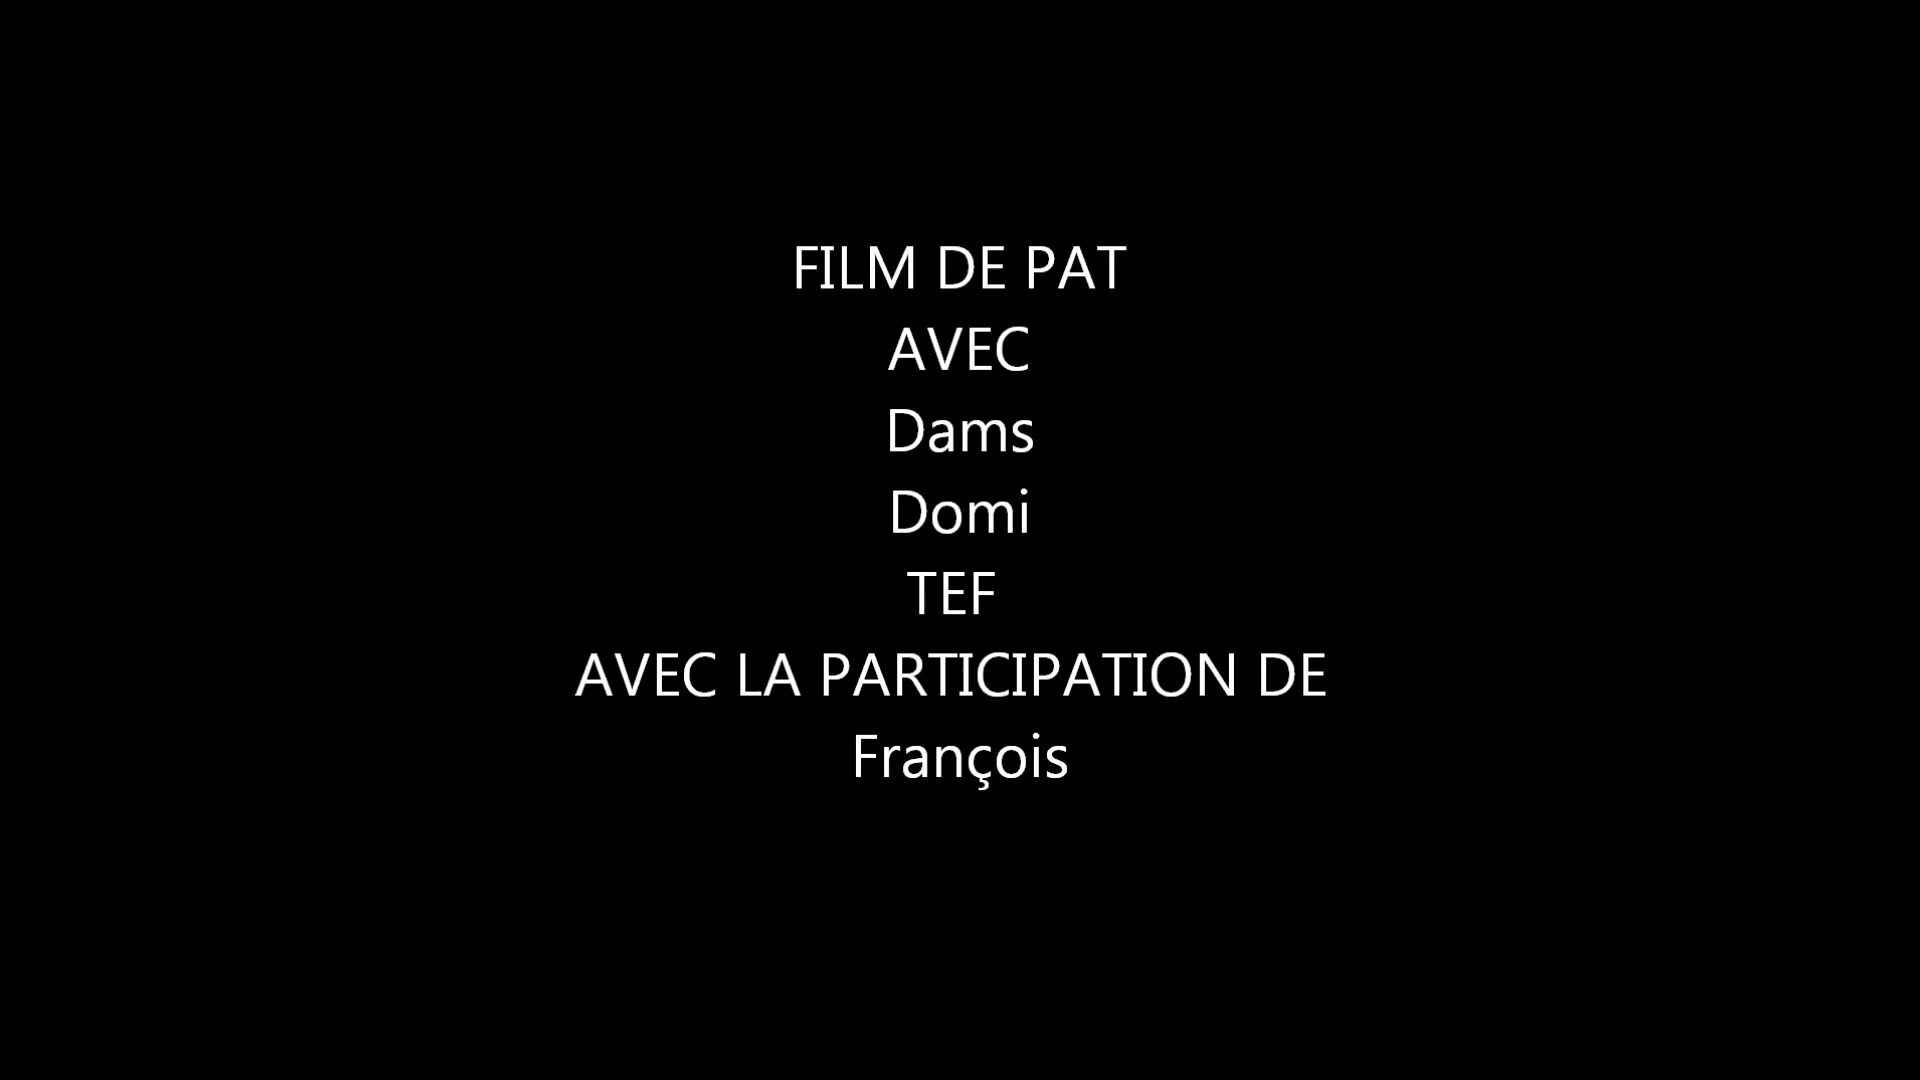 FILM DE PAT
AVEC
Dams
Domi
TEF
AVEC LA PARTICIPATION DE
François